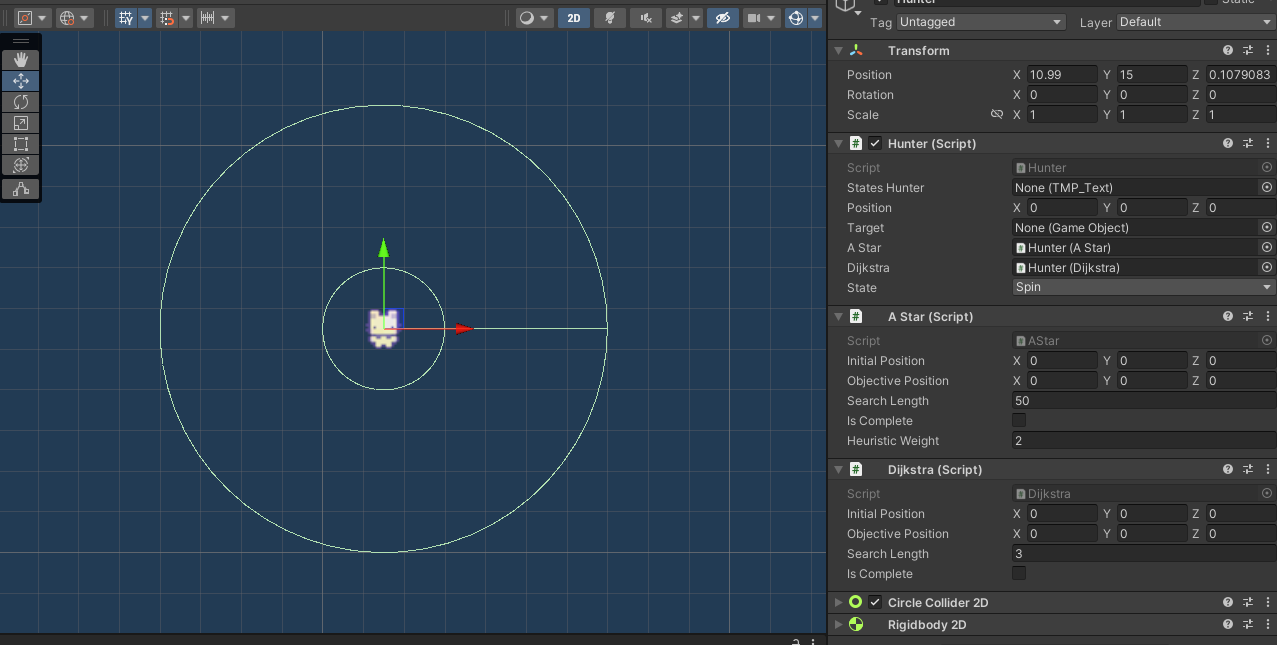 2D
Hunter
Static
Tag Untagged Layer Default
Transform
Position X 10.99 Y 15 Z 0.1079083
Rotation X 0 Y 0 Z 0
Scale X 1 Y 1 Z 1
# Hunter (Script)
Script # Hunter
States Hunter None (TMP_Text)
Position X 0 Y 0 Z 0
Target None (Game Object)
A Star # Hunter (A Star)
Dijkstra # Hunter (Dijkstra)
State Spin
# A Star (Script)
Script # AStar
Initial Position X 0 Y 0 Z 0
Objective Position X 0 Y 0 Z 0
Search Length 50
Is Complete
Heuristic Weight 2
# Dijkstra (Script)
Script # Dijkstra
Initial Position X 0 Y 0 Z 0
Objective Position X 0 Y 0 Z 0
Search Length 3
Is Complete
Circle Collider 2D
Rigidbody 2D